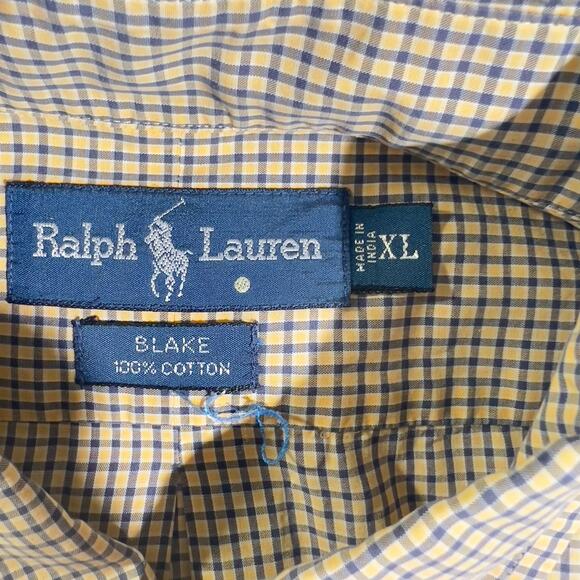 Ralph Lauren
MADE IN
INDIA
XL
BLAKE
100% COTTON